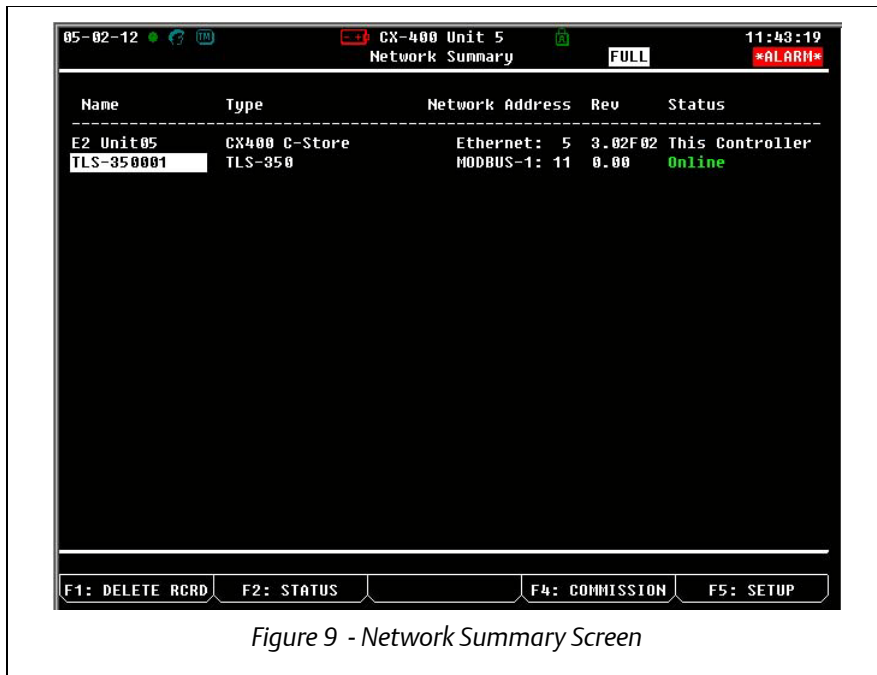 05-02-12 TM CX-400 Unit 5 R 11:43:19
Network Summary FULL *ALARM*
Name Type Network Address Rev Status
E2 Unit05 CX400 C-Store Ethernet: 5 3.02F02 This Controller
TLS-350001 TLS-350 MODBUS-1: 11 0.00 Online
F1: DELETE RCRD F2: STATUS F4: COMMISSION F5: SETUP
Figure 9 - Network Summary Screen